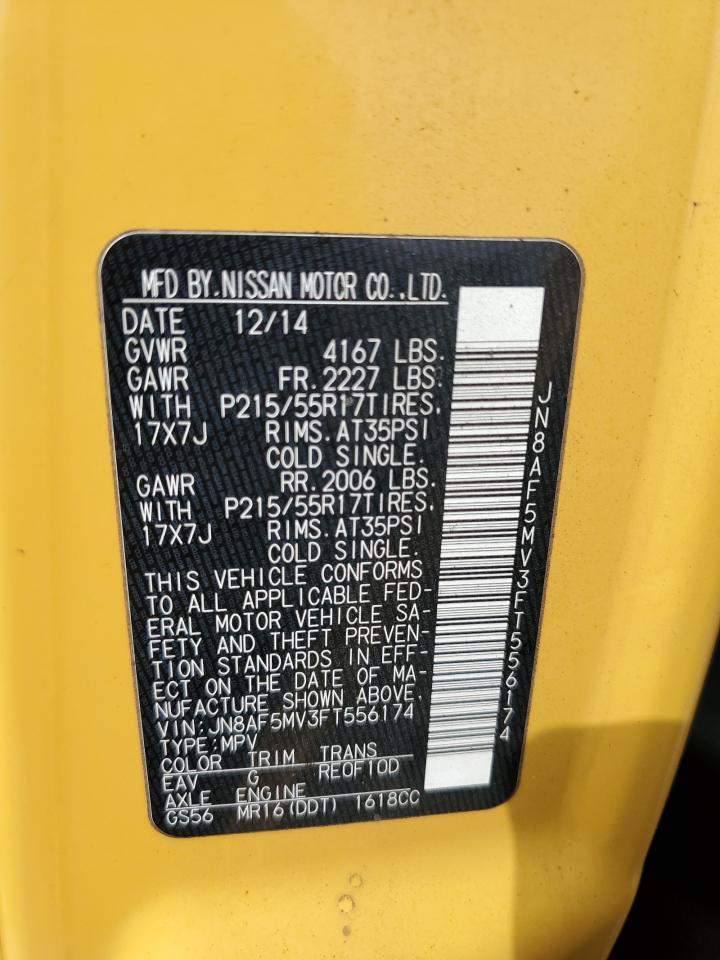 MFD BY.NISSAN MOTOR CO.,LTD.
DATE 12/14
GVWR 4167 LBS.
GAWR FR.2227 LBS.
WITH P215/55R17TIRES,
17X7J RIMS.AT35PSI
COLD SINGLE.
GAWR RR.2006 LBS.
WITH P215/55R17TIRES,
17X7J RIMS.AT35PSI
COLD SINGLE.
THIS VEHICLE CONFORMS
TO ALL APPLICABLE FED-
ERAL MOTOR VEHICLE SA-
FETY AND THEFT PREVEN-
TION STANDARDS IN EFF-
ECT ON THE DATE OF MA-
NUFACTURE SHOWN ABOVE.
VIN:JN8AF5MV3FT556174
TYPE:MPV
COLOR TRIM TRANS
EAV G RE0F10D
AXLE ENGINE
GS56 MR16(DDT) 1618CC
JN8AF5MV3FT556174